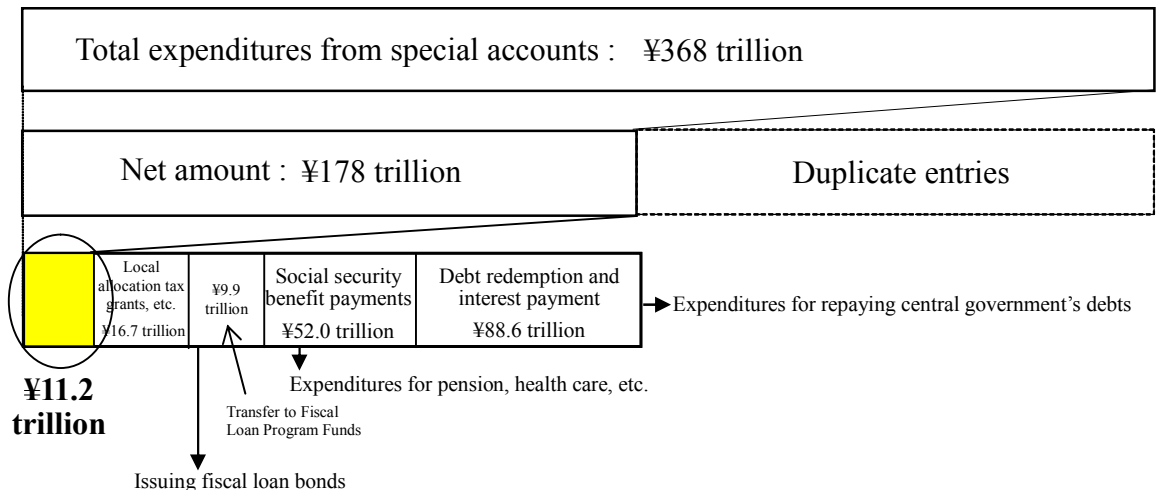 Total expenditures from special accounts : ¥368 trillion
Net amount : ¥178 trillion
Duplicate entries
Local
allocation tax
grants, etc.
¥16.7 trillion
¥9.9
trillion
Social security
benefit payments
¥52.0 trillion
Debt redemption and
interest payment
¥88.6 trillion
Expenditures for repaying central government’s debts
¥11.2
trillion
Expenditures for pension, health care, etc.
Transfer to Fiscal
Loan Program Funds
Issuing fiscal loan bonds